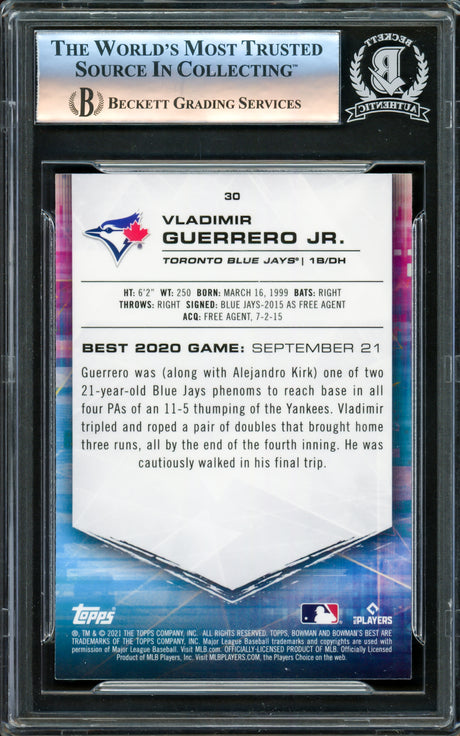 THE WORLD'S MOST TRUSTED
SOURCE IN COLLECTING™
B BECKETT GRADING SERVICES
BECKETT
AUTHENTIC
30
VLADIMIR
GUERRERO JR.
TORONTO BLUE JAYS® | 1B/DH
HT: 6'2" WT: 250 BORN: MARCH 16, 1999 BATS: RIGHT
THROWS: RIGHT SIGNED: BLUE JAYS-2015 AS FREE AGENT
ACQ: FREE AGENT, 7-2-15
BEST 2020 GAME: SEPTEMBER 21
Guerrero was (along with Alejandro Kirk) one of two
21-year-old Blue Jays phenoms to reach base in all
four PAs of an 11-5 thumping of the Yankees. Vladimir
tripled and roped a pair of doubles that brought home
three runs, all by the end of the fourth inning. He was
cautiously walked in his final trip.
Topps
MLB PLAYERS
®, TM & © 2021 THE TOPPS COMPANY, INC. ALL RIGHTS RESERVED. TOPPS, BOWMAN AND BOWMAN'S BEST ARE
TRADEMARKS OF THE TOPPS COMPANY, INC. Major League Baseball trademarks and copyrights are used with
permission of Major League Baseball. Visit MLB.com. OFFICIALLY-LICENSED PRODUCT OF MLB PLAYERS, INC. Officially Licensed
Product of MLB Players, Inc. Visit MLBPLAYERS.com, the Players Choice on the web.